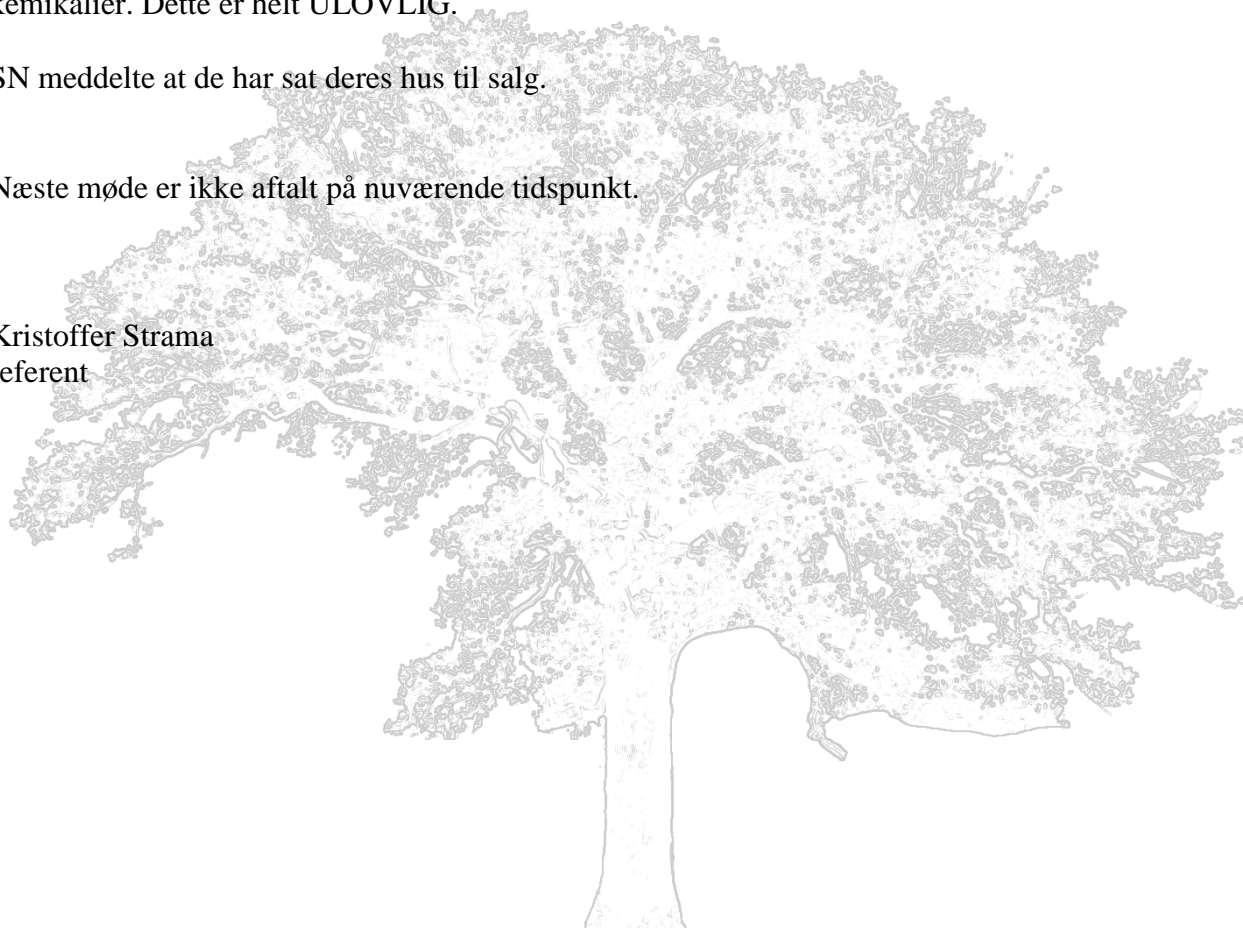 kemikalier. Dette er helt ULOVLIG.
SN meddelte at de har sat deres hus til salg.
Næste møde er ikke aftalt på nuværende tidspunkt.
Kristoffer Strama
referent